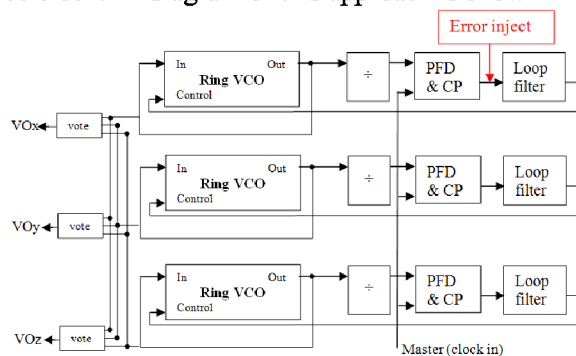 Error inject
In Out
Ring VCO
Control
÷
PFD
& CP
Loop
filter
VOx
vote
In Out
Ring VCO
Control
÷
PFD
& CP
Loop
filter
VOy
vote
In Out
Ring VCO
Control
÷
PFD
& CP
Loop
filter
VOz
vote
Master (clock in)